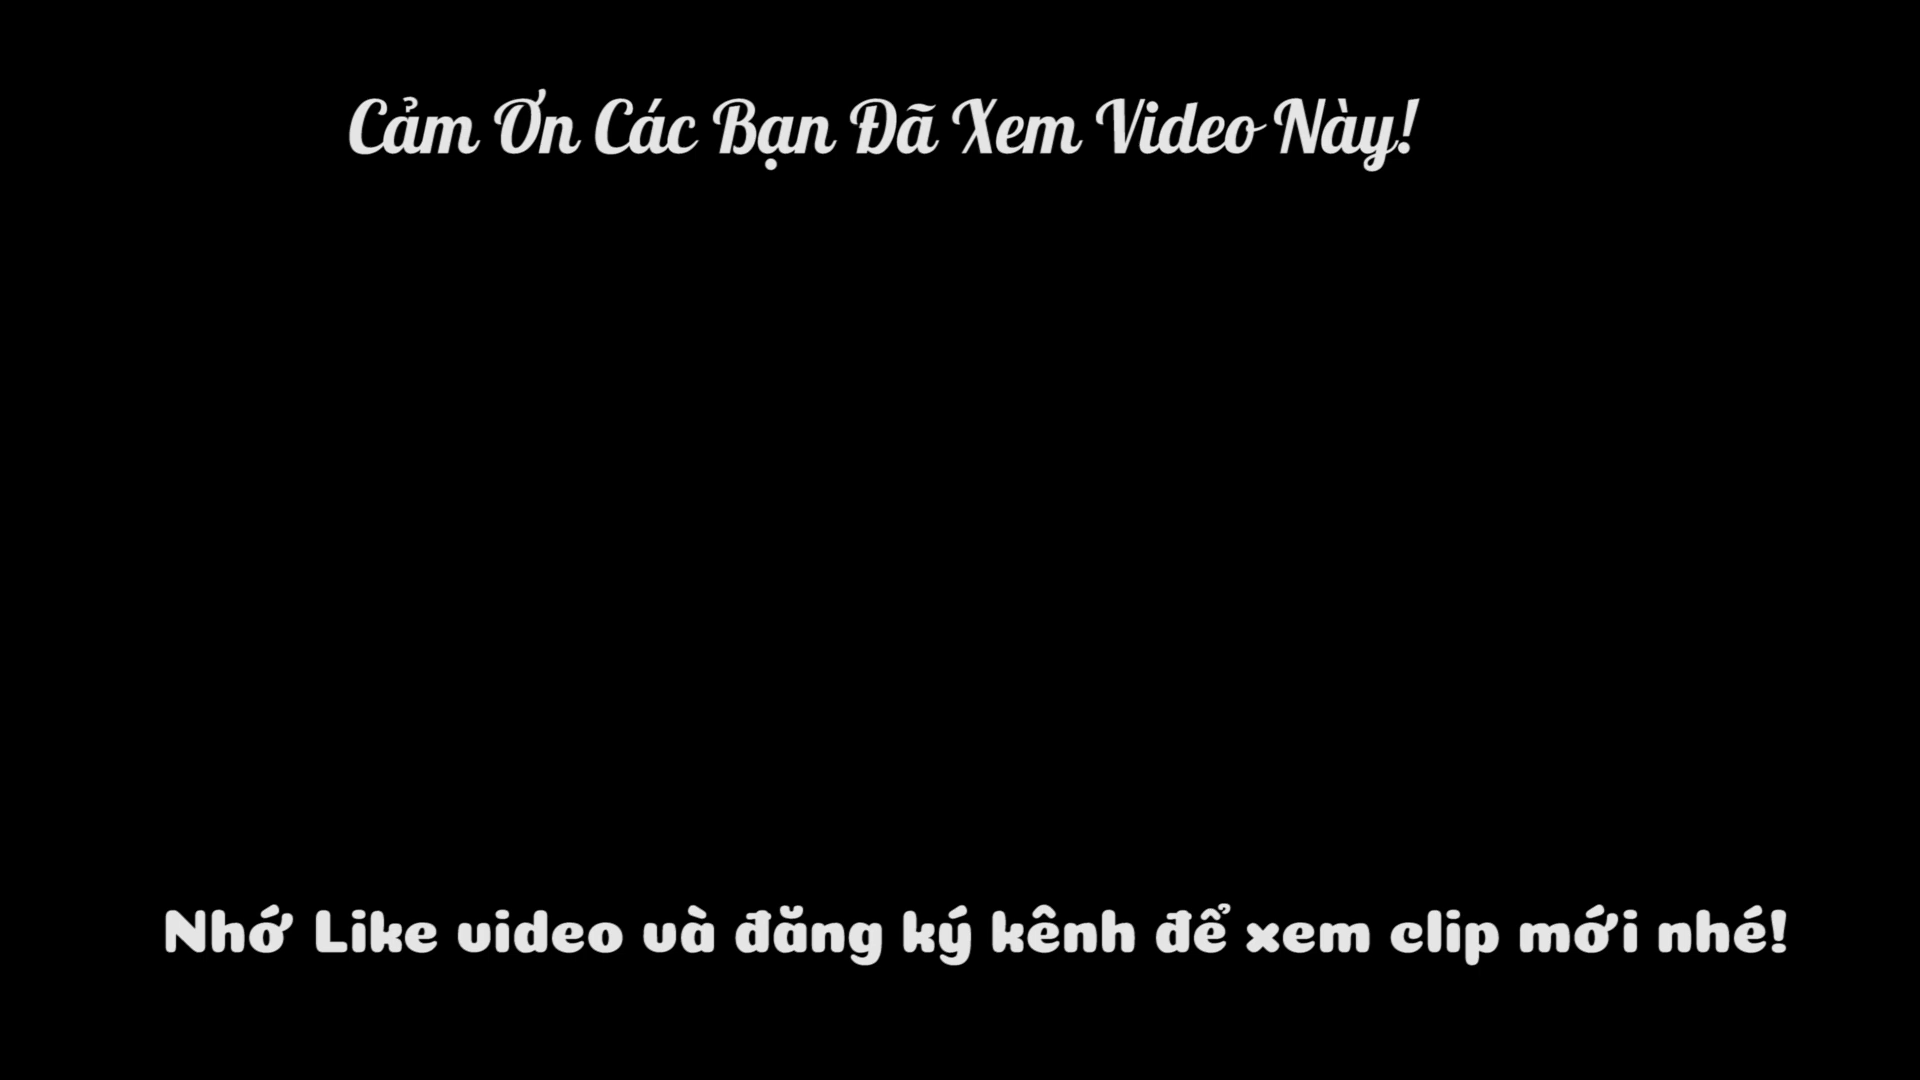 Cảm Ơn Các Bạn Đã Xem Video Này!
Nhớ Like video và đăng ký kênh để xem clip mới nhé!